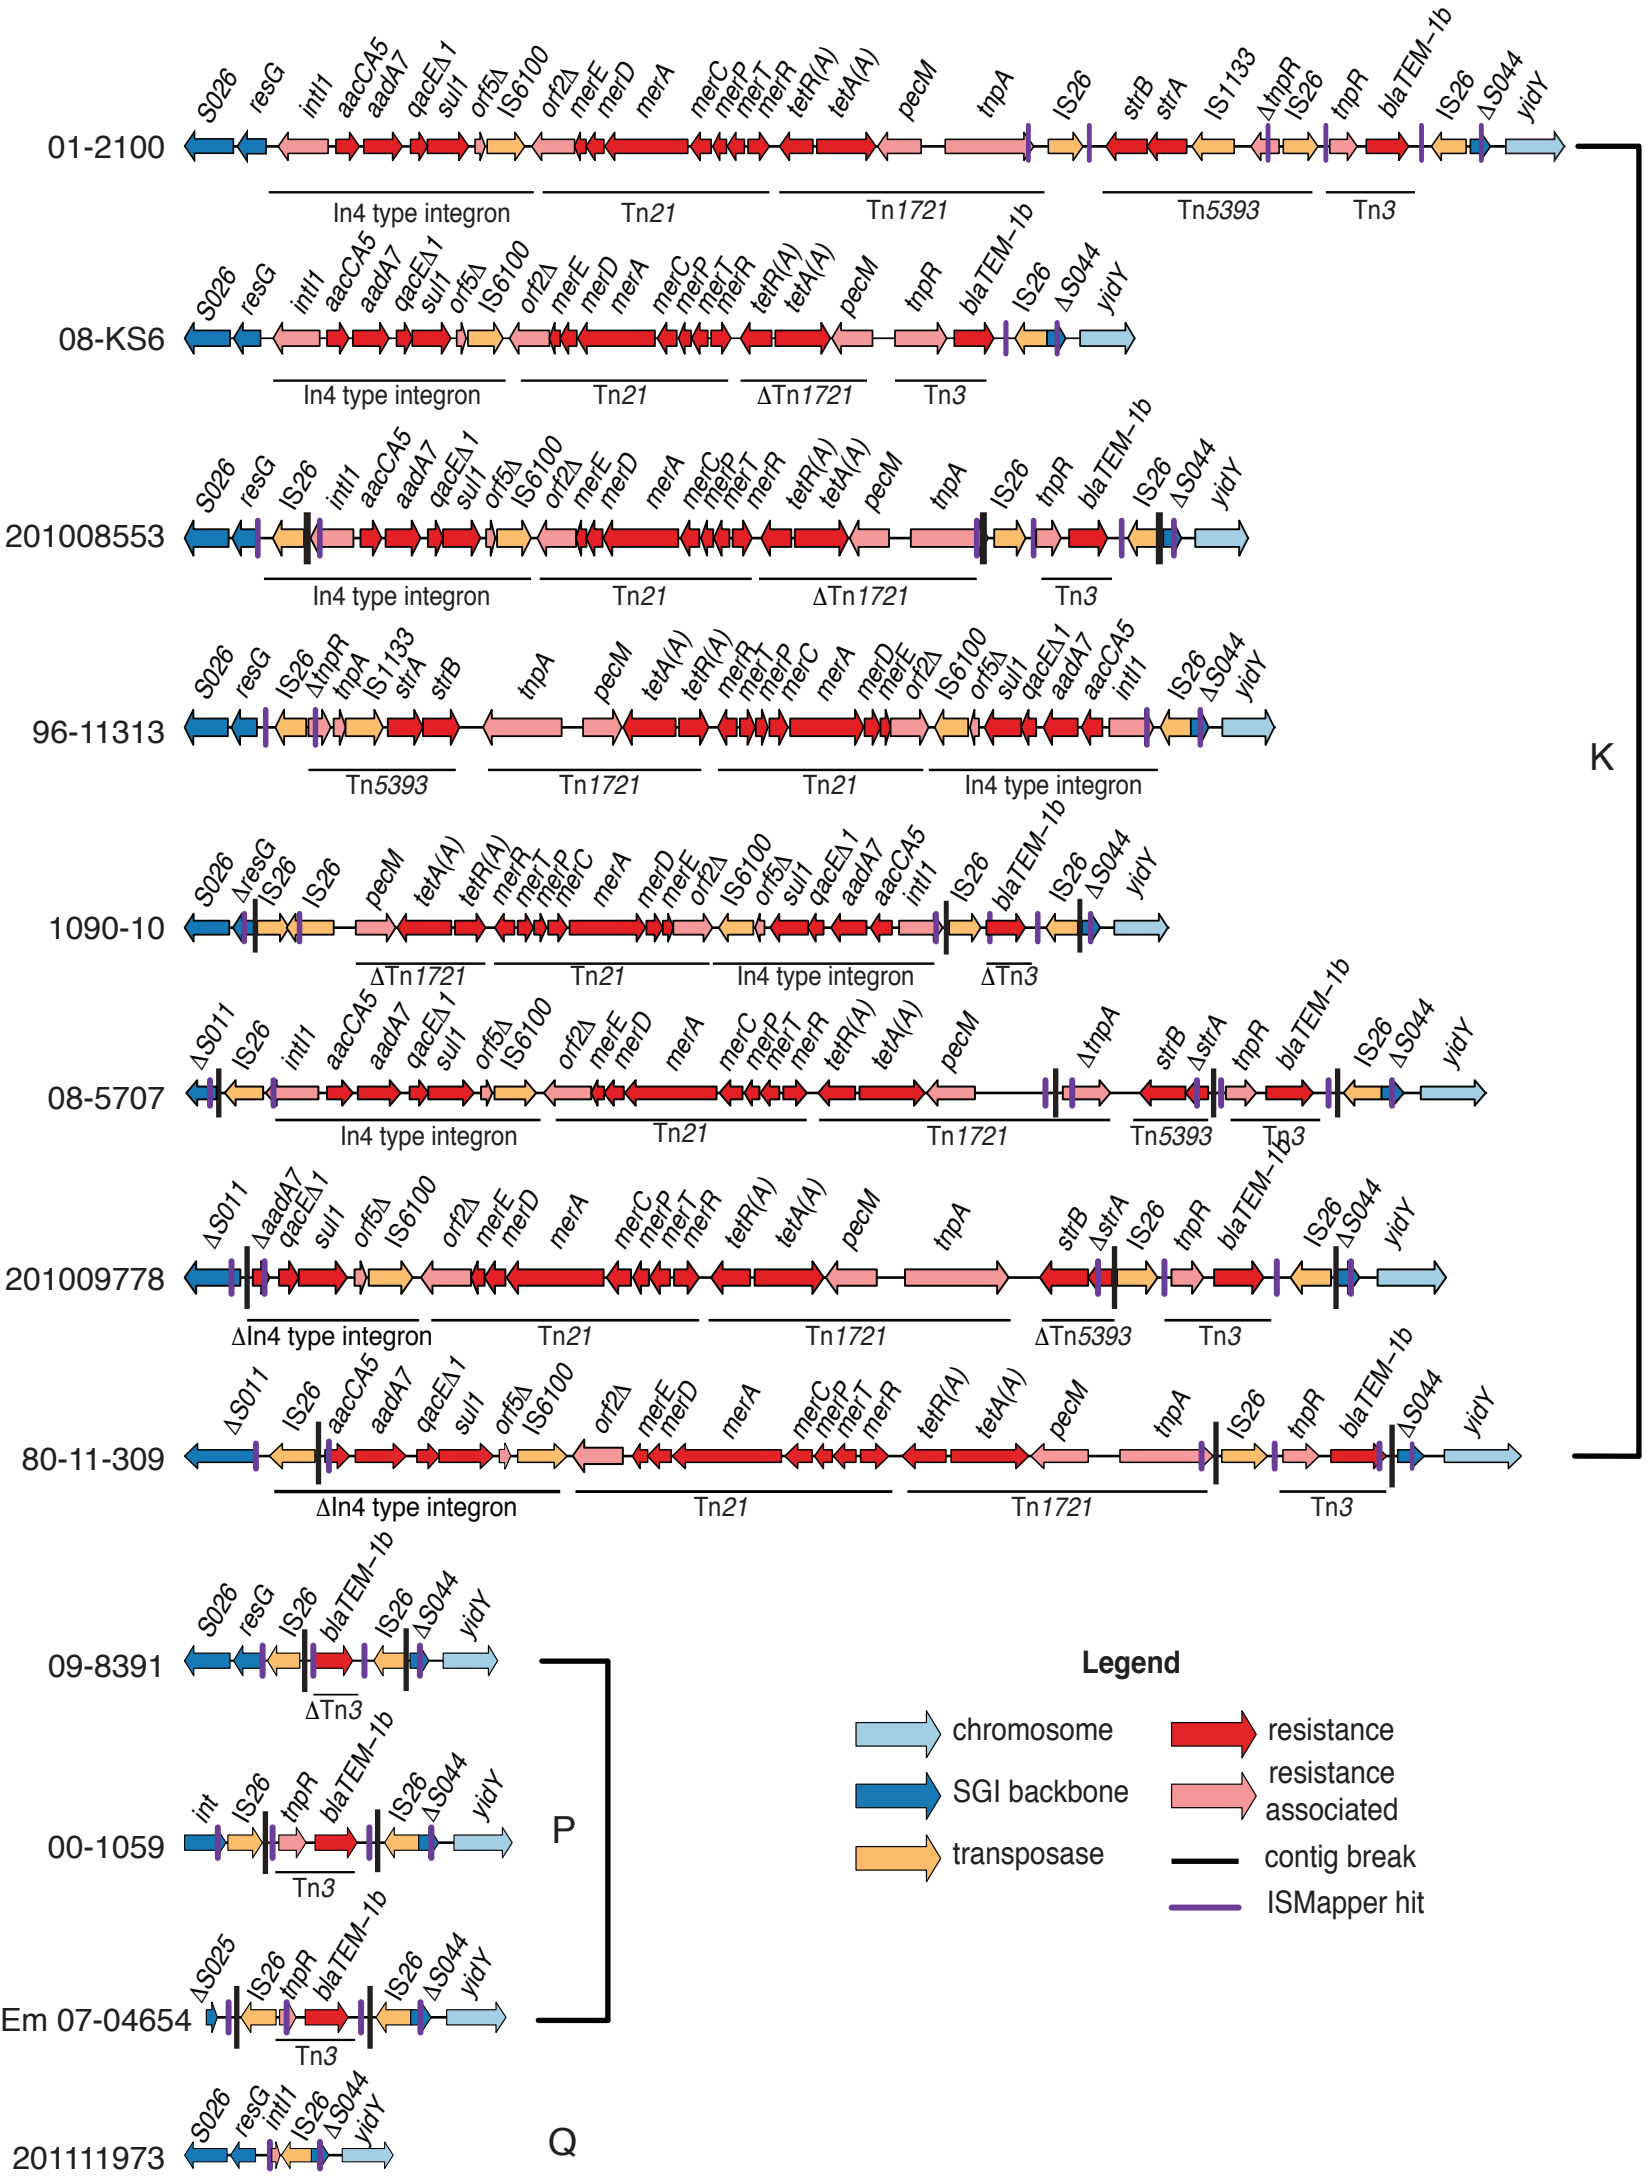 S026 resG intI1 aacCA5 aadA7 qacEΔ1 sul1 orf5Δ IS6100 orf2Δ merE merD merA merC merP merT merR tetR(A) tetA(A) pecM tnpA IS26 strB strA IS1133 ΔtnpR IS26 tnpR blaTEM−1b IS26 ΔS044 yidY
01-2100
K
In4 type integron Tn21 Tn1721 Tn5393 Tn3
S026 resG intI1 aacCA5 aadA7 qacEΔ1 sul1 orf5Δ IS6100 orf2Δ merE merD merA merC merP merT merR tetR(A) tetA(A) pecM tnpR blaTEM−1b IS26 ΔS044 yidY
08-KS6
In4 type integron Tn21 ΔTn1721 Tn3
S026 resG IS26 intI1 aacCA5 aadA7 qacEΔ1 sul1 orf5Δ IS6100 orf2Δ merE merD merA merC merP merT merR tetR(A) tetA(A) pecM tnpA IS26 tnpR blaTEM−1b IS26 ΔS044 yidY
201008553
In4 type integron Tn21 ΔTn1721 Tn3
S026 resG IS26 ΔtnpR tnpA IS1133 strA strB tnpA pecM tetA(A) tetR(A) merR merT merP merC merA merD merE orf2Δ IS6100 orf5Δ sul1 qacEΔ1 aadA7 aacCA5 intI1 IS26 ΔS044 yidY
96-11313
Tn5393 Tn1721 Tn21 In4 type integron
S026 ΔresG IS26 IS26 pecM tetA(A) tetR(A) merR merT merP merC merA merD merE orf2Δ IS6100 orf5Δ sul1 qacEΔ1 aadA7 aacCA5 intI1 IS26 blaTEM−1b IS26 ΔS044 yidY
1090-10
ΔTn1721 Tn21 In4 type integron ΔTn3
ΔS011 IS26 intI1 aacCA5 aadA7 qacEΔ1 sul1 orf5Δ IS6100 orf2Δ merE merD merA merC merP merT merR tetR(A) tetA(A) pecM ΔtnpA strB ΔstrA tnpR blaTEM−1b IS26 ΔS044 yidY
08-5707
In4 type integron Tn21 Tn1721 Tn5393 Tn3
ΔS011 ΔaadA7 qacEΔ1 sul1 orf5Δ IS6100 orf2Δ merE merD merA merC merP merT merR tetR(A) tetA(A) pecM tnpA strB ΔstrA IS26 tnpR blaTEM−1b IS26 ΔS044 yidY
201009778
ΔIn4 type integron Tn21 Tn1721 ΔTn5393 Tn3
ΔS011 IS26 aacCA5 aadA7 qacEΔ1 sul1 orf5Δ IS6100 orf2Δ merE merD merA merC merP merT merR tetR(A) tetA(A) pecM tnpA IS26 tnpR blaTEM−1b ΔS044 yidY
80-11-309
ΔIn4 type integron Tn21 Tn1721 Tn3
S026 resG IS26 blaTEM−1b IS26 ΔS044 yidY
09-8391
ΔTn3
int IS26 tnpR blaTEM−1b IS26 ΔS044 yidY
00-1059
Tn3
P
ΔS025 IS26 tnpR blaTEM−1b IS26 ΔS044 yidY
Em 07-04654
Tn3
S026 resG intI1 IS26 ΔS044 yidY
201111973
Q
Legend
chromosome
SGI backbone
transposase
resistance
resistance
associated
contig break
ISMapper hit